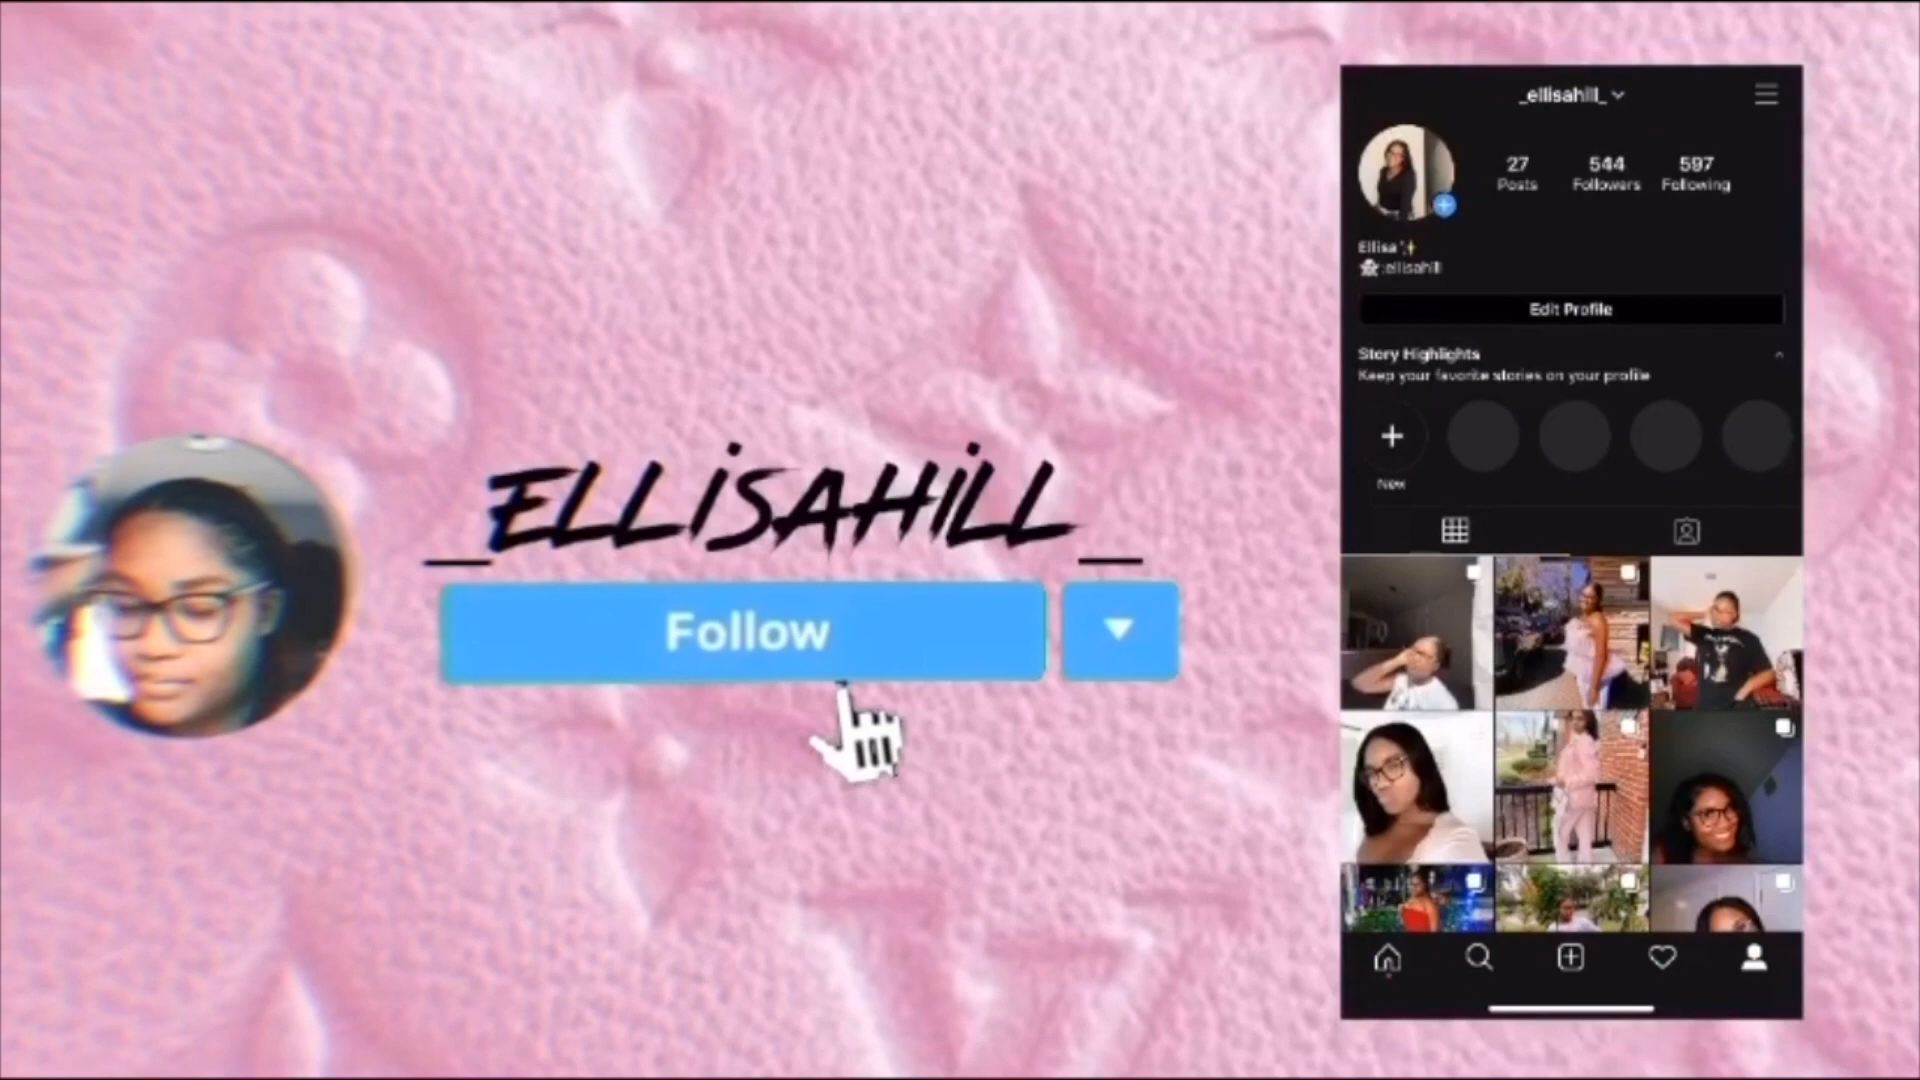 _ELLISAHILL_
Follow
_ellisahill_
27 544 597
Posts Followers Following
Ellisa
:ellisahill
Edit Profile
Story Highlights
Keep your favorite stories on your profile
New